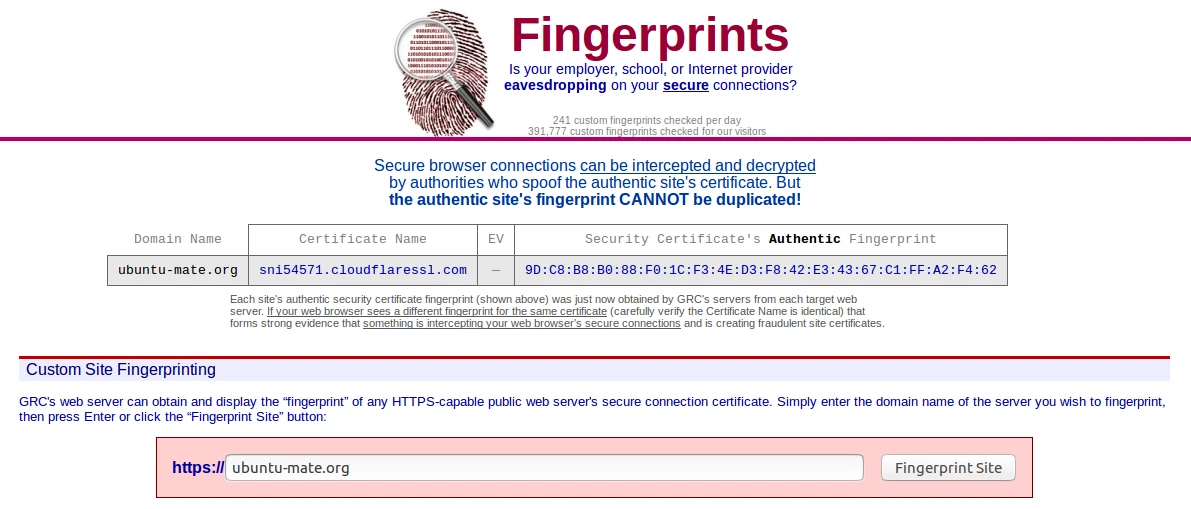 Fingerprints
Is your employer, school, or Internet provider
eavesdropping on your secure connections?
241 custom fingerprints checked per day
391,777 custom fingerprints checked for our visitors
Secure browser connections can be intercepted and decrypted
by authorities who spoof the authentic site's certificate. But
the authentic site's fingerprint CANNOT be duplicated!
Domain Name Certificate Name EV Security Certificate's Authentic Fingerprint
ubuntu-mate.org sni54571.cloudflaressl.com — 9D:C8:B8:B0:88:F0:1C:F3:4E:D3:F8:42:E3:43:67:C1:FF:A2:F4:62
Each site's authentic security certificate fingerprint (shown above) was just now obtained by GRC's servers from each target web
server. If your web browser sees a different fingerprint for the same certificate (carefully verify the Certificate Name is identical) that
forms strong evidence that something is intercepting your web browser's secure connections and is creating fraudulent site certificates.
Custom Site Fingerprinting
GRC's web server can obtain and display the “fingerprint” of any HTTPS-capable public web server's secure connection certificate. Simply enter the domain name of the server you wish to fingerprint,
then press Enter or click the “Fingerprint Site” button:
https:// ubuntu-mate.org Fingerprint Site